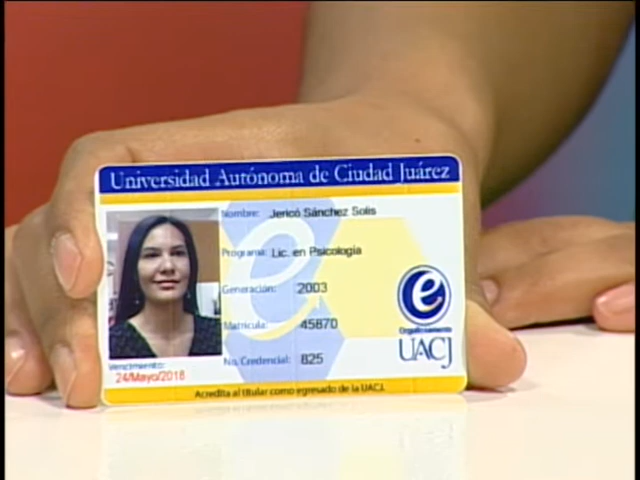 Universidad Autónoma de Ciudad Juárez
Nombre: Jericó Sánchez Solis
Programa: Lic. en Psicología
Generación: 2003
Matrícula: 45870
No. Credencial: 825
Vencimiento:
24/Mayo/2018
e
Orgullosamente
UACJ
Acredita al titular como egresado de la UACJ.